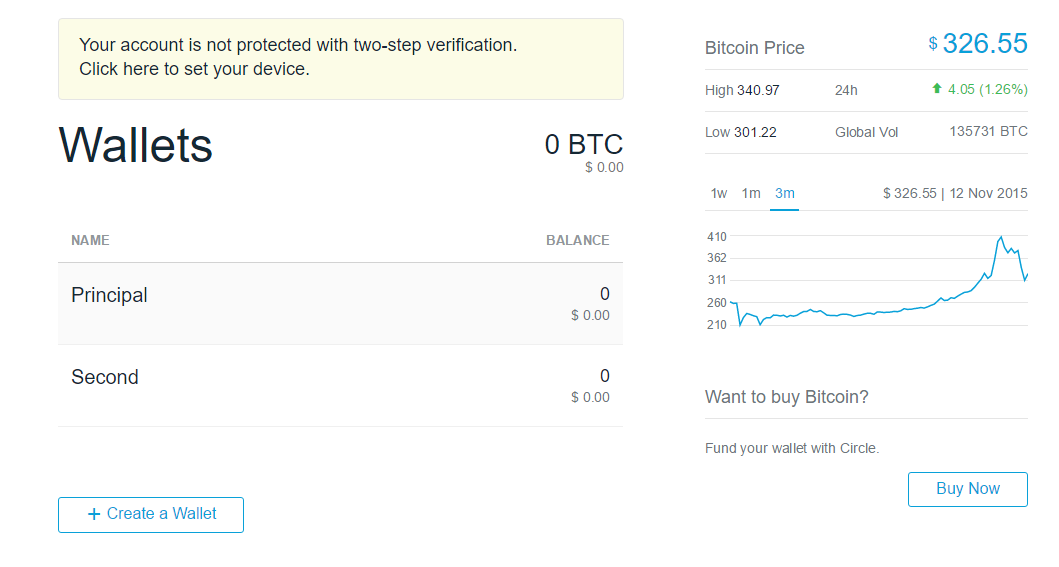 Your account is not protected with two-step verification.
Click here to set your device.
Wallets
0 BTC
$ 0.00
NAME BALANCE
Principal 0
$ 0.00
Second 0
$ 0.00
+ Create a Wallet
Bitcoin Price $ 326.55
High 340.97 24h 4.05 (1.26%)
Low 301.22 Global Vol 135731 BTC
1w 1m 3m $ 326.55 | 12 Nov 2015
410
362
311
260
210
Want to buy Bitcoin?
Fund your wallet with Circle.
Buy Now